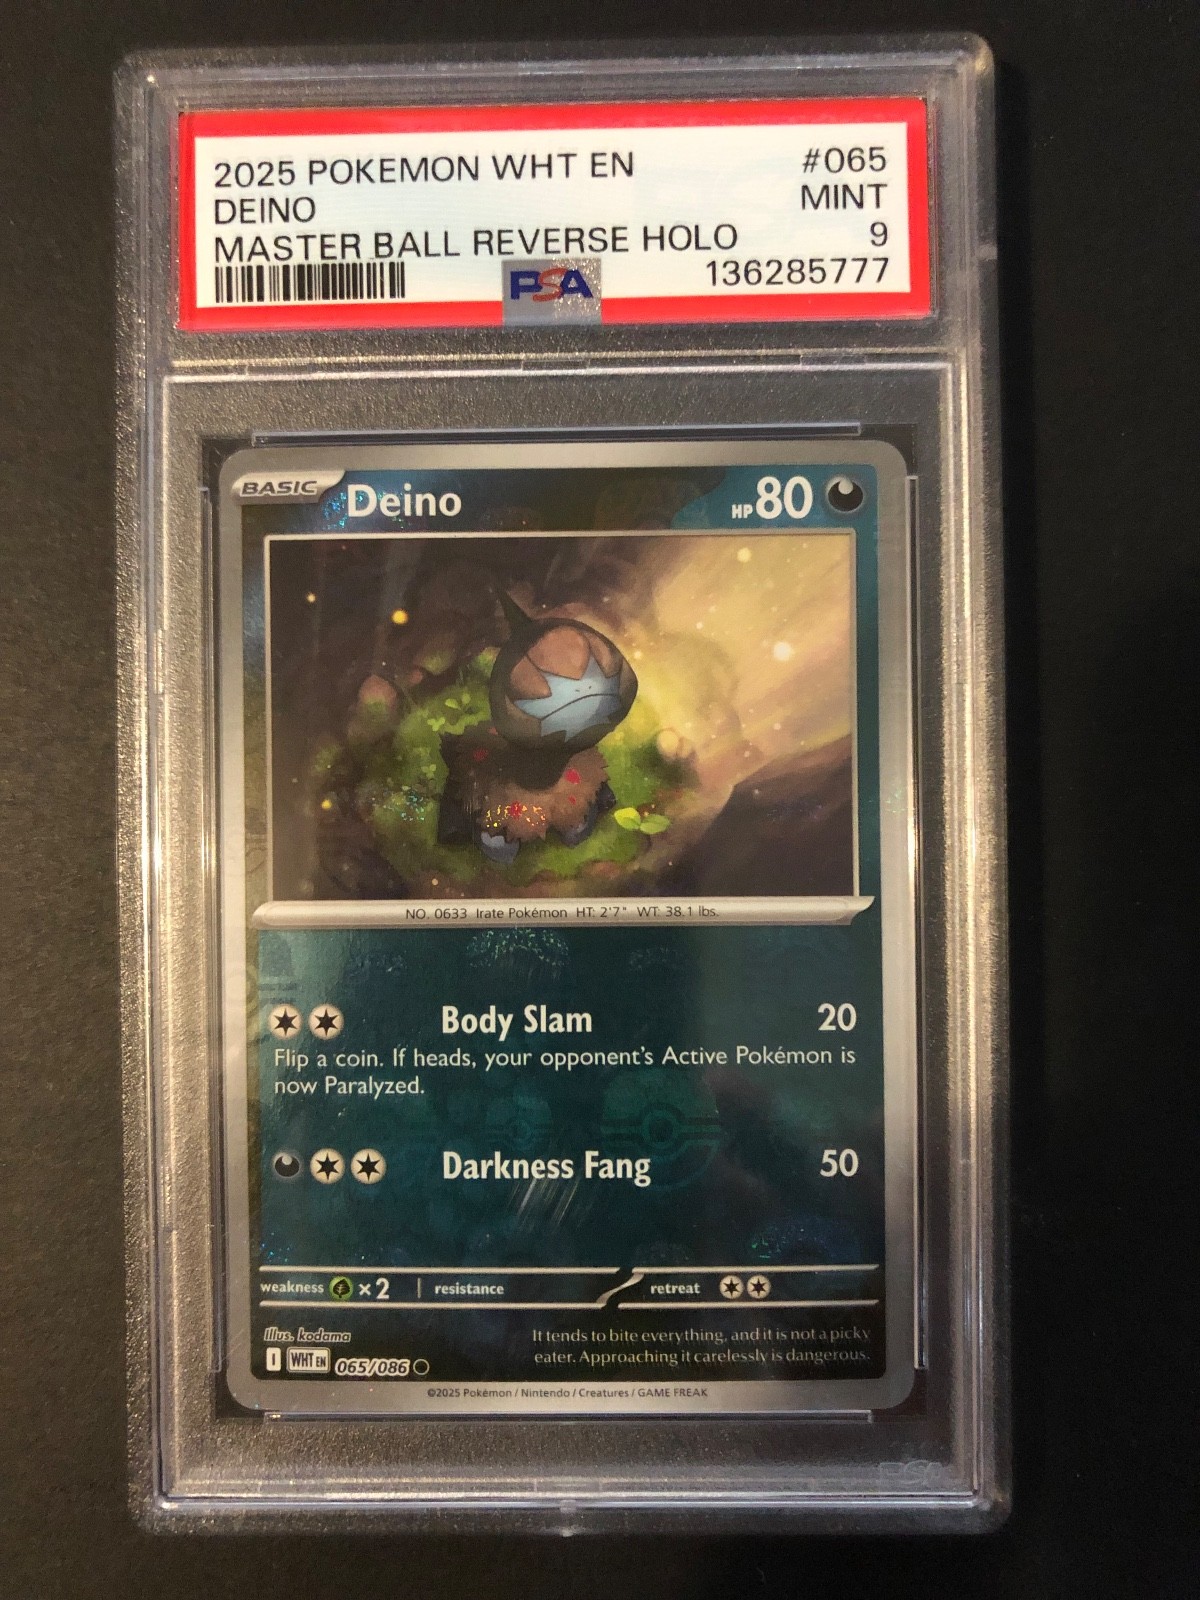 2025 POKEMON WHT EN #065
DEINO MINT
MASTER BALL REVERSE HOLO 9
PSA 136285777
BASIC Deino HP 80
NO. 0633 Irate Pokémon HT: 2'7" WT: 38.1 lbs.
Body Slam 20
Flip a coin. If heads, your opponent's Active Pokémon is
now Paralyzed.
Darkness Fang 50
weakness ×2 resistance retreat
Illus. kodama
It tends to bite everything, and it is not a picky
eater. Approaching it carelessly is dangerous.
I WHT EN 065/086
©2025 Pokémon / Nintendo / Creatures / GAME FREAK
PSA